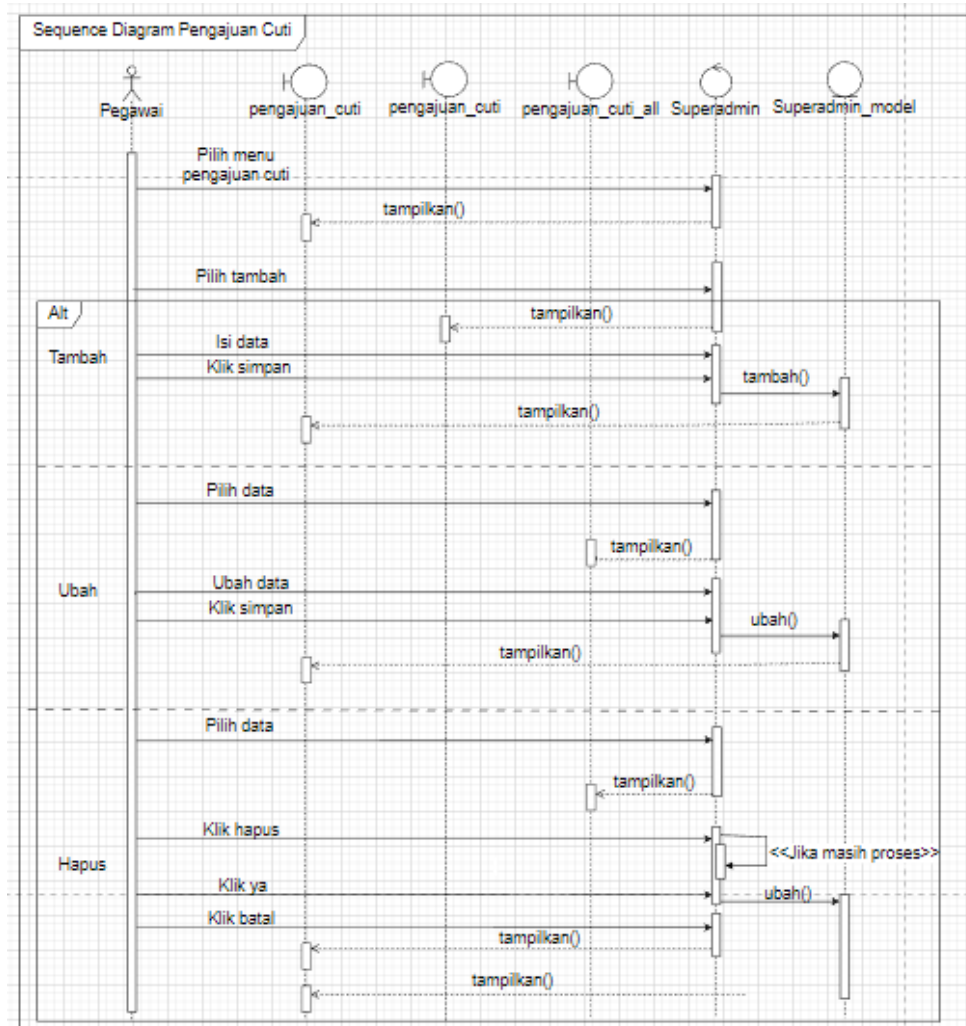 Sequence Diagram Pengajuan Cuti
Pegawai
pengajuan_cuti
pengajuan_cuti
pengajuan_cuti_all
Superadmin
Superadmin_model
Pilih menu
pengajuan cuti
tampilkan()
Pilih tambah
Alt
tampilkan()
Tambah
Isi data
Klik simpan
tambah()
tampilkan()
Pilih data
tampilkan()
Ubah
Ubah data
Klik simpan
ubah()
tampilkan()
Pilih data
tampilkan()
Klik hapus
<<Jika masih proses>>
Hapus
Klik ya
ubah()
Klik batal
tampilkan()
tampilkan()